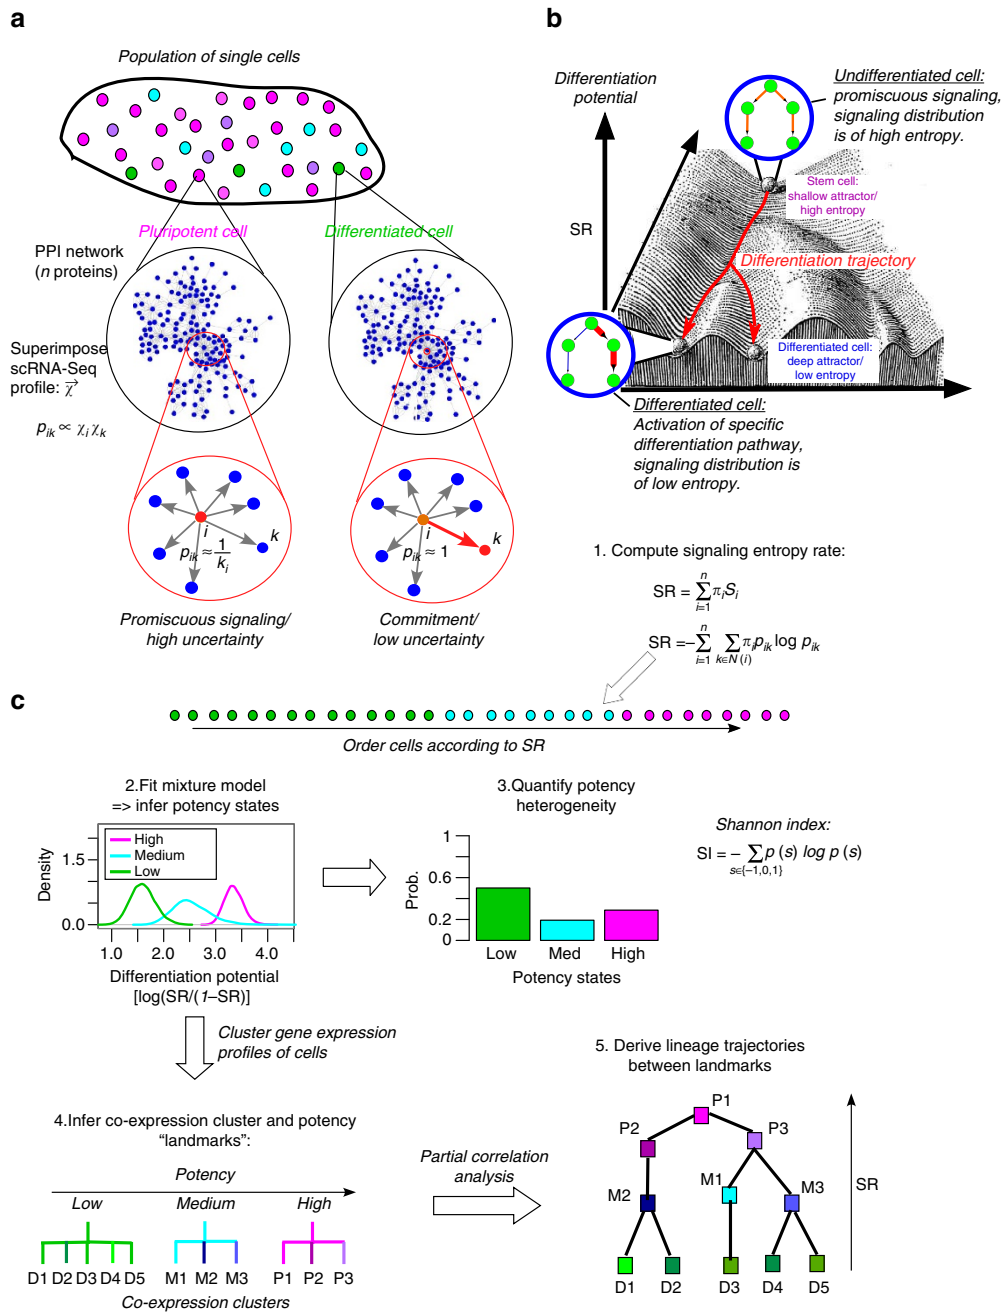 a
Population of single cells
Pluripotent cell
Differentiated cell
PPI network
(n proteins)
Superimpose
scRNA-Seq
profile: χ⃗
p_ik ∝ χ_i χ_k
i
k
p_ik ≈ 1/k_i
i
k
p_ik ≈ 1
Promiscuous signaling/
high uncertainty
Commitment/
low uncertainty
b
Differentiation
potential
SR
Undifferentiated cell:
promiscuous signaling,
signaling distribution
is of high entropy.
Stem cell:
shallow attractor/
high entropy
Differentiation trajectory
Differentiated cell:
deep attractor/
low entropy
Differentiated cell:
Activation of specific
differentiation pathway,
signaling distribution is
of low entropy.
1. Compute signaling entropy rate:
SR = ∑_{i=1}^{n} π_i S_i
SR = –∑_{i=1}^{n} ∑_{k∈N(i)} π_i p_ik log p_ik
c
Order cells according to SR
2.Fit mixture model
=> infer potency states
High
Medium
Low
Density
1.5
0.0
1.0 2.0 3.0 4.0
Differentiation potential
[log(SR/(1–SR)]
3.Quantify potency
heterogeneity
Prob.
1
0.6
0.2
0
Low Med High
Potency states
Shannon index:
SI = – ∑_{s∈{-1,0,1}} p (s) log p (s)
Cluster gene expression
profiles of cells
4.Infer co-expression cluster and potency
“landmarks”:
Potency
Low Medium High
D1 D2 D3 D4 D5 M1 M2 M3 P1 P2 P3
Co-expression clusters
Partial correlation
analysis
5. Derive lineage trajectories
between landmarks
P1
P2 P3
M2 M1 M3
D1 D2 D3 D4 D5
SR